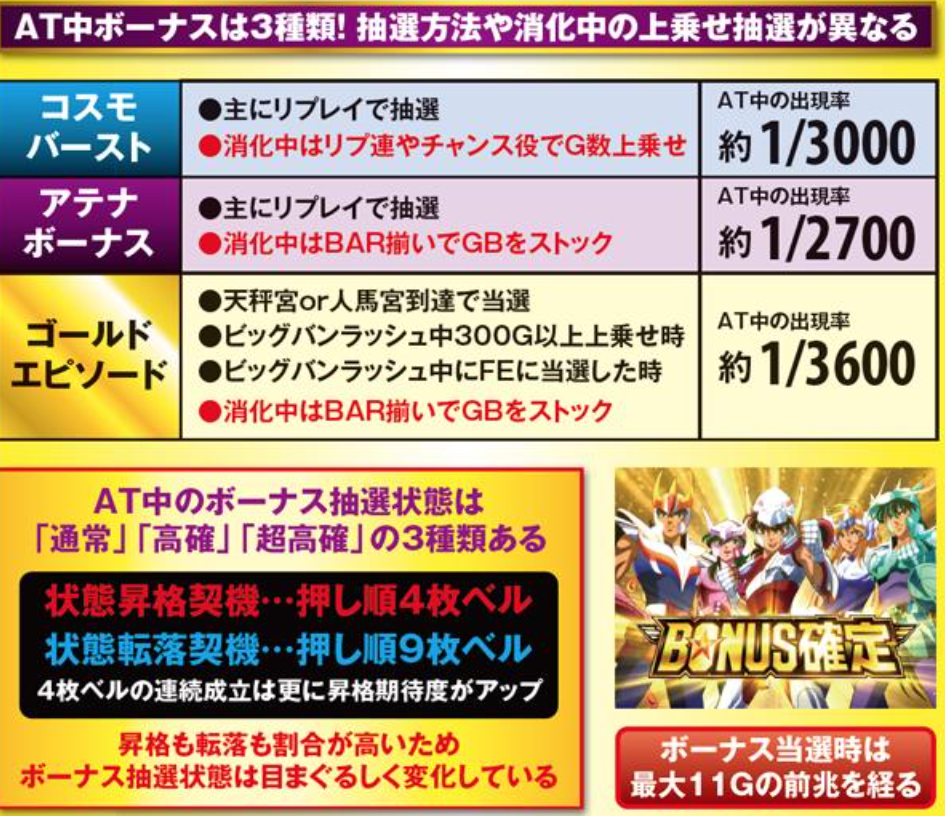 AT中ボーナスは3種類! 抽選方法や消化中の上乗せ抽選が異なる
コスモ
バースト
●主にリプレイで抽選
●消化中はリプ連やチャンス役でG数上乗せ
AT中の出現率
約1/3000
アテナ
ボーナス
●主にリプレイで抽選
●消化中はBAR揃いでGBをストック
AT中の出現率
約1/2700
ゴールド
エピソード
●天秤宮or人馬宮到達で当選
●ビッグバンラッシュ中300G以上上乗せ時
●ビッグバンラッシュ中にFEに当選した時
●消化中はBAR揃いでGBをストック
AT中の出現率
約1/3600
AT中のボーナス抽選状態は
「通常」「高確」「超高確」の3種類ある
状態昇格契機…押し順4枚ベル
状態転落契機…押し順9枚ベル
4枚ベルの連続成立は更に昇格期待度がアップ
昇格も転落も割合が高いため
ボーナス抽選状態は目まぐるしく変化している
BONUS確定
ボーナス当選時は
最大11Gの前兆を経る